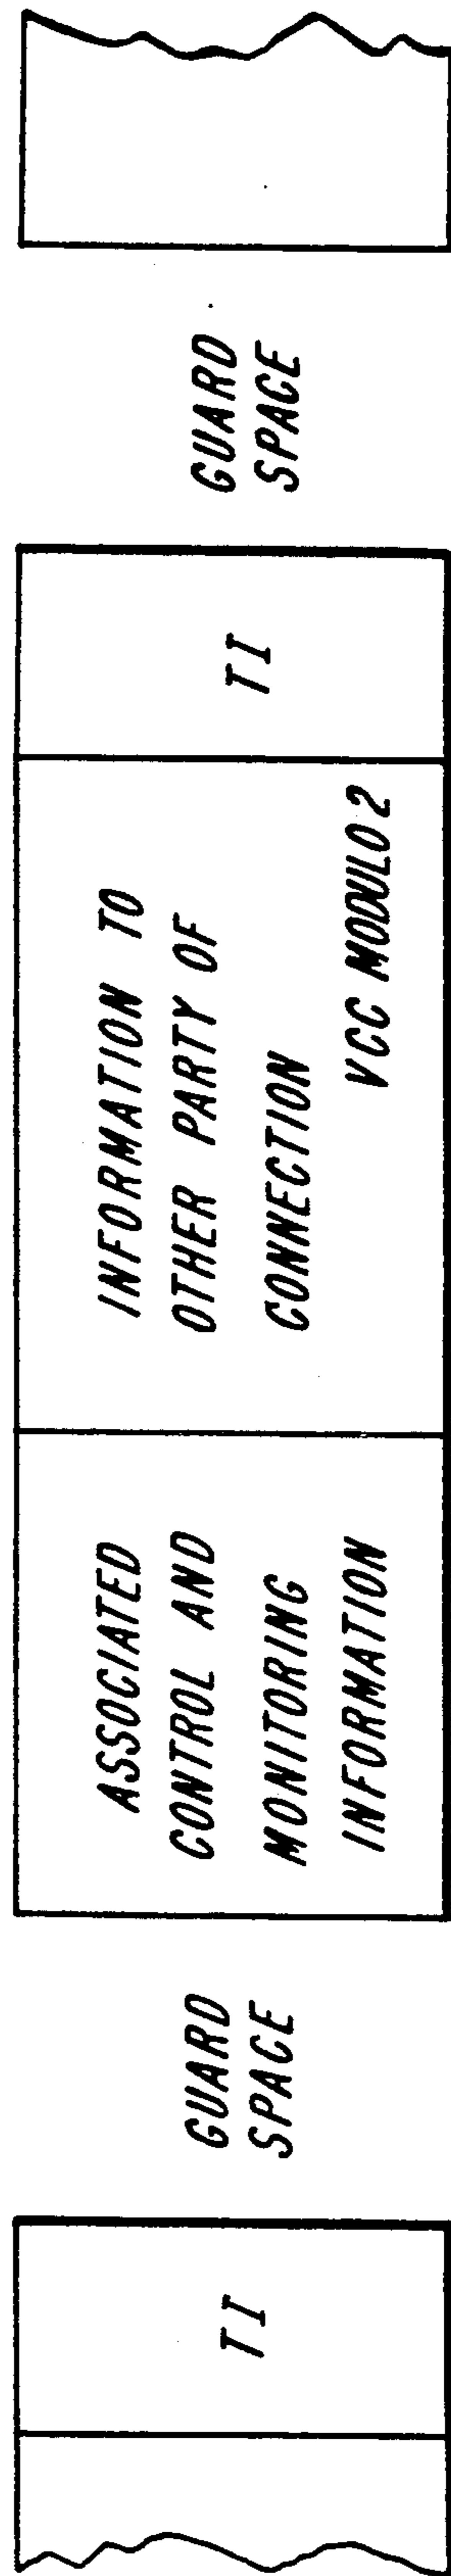 TI
GUARD
SPACE
ASSOCIATED
CONTROL AND
MONITORING
INFORMATION
INFORMATION TO
OTHER PARTY OF
CONNECTION
VCC MODULO 2
TI
GUARD
SPACE